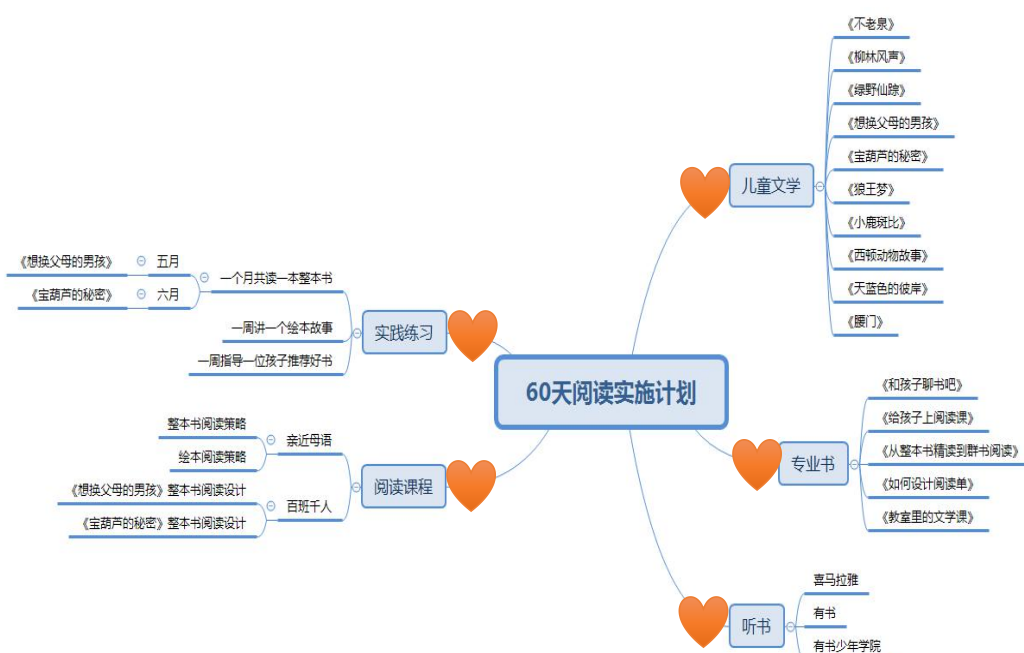 60天阅读实施计划
儿童文学
《不老泉》
《柳林风声》
《绿野仙踪》
《想换父母的男孩》
《宝葫芦的秘密》
《狼王梦》
《小鹿斑比》
《西顿动物故事》
《天蓝色的彼岸》
《腰门》
专业书
《和孩子聊书吧》
《给孩子上阅读课》
《从整本书精读到群书阅读》
《如何设计阅读单》
《教室里的文学课》
听书
喜马拉雅
有书
有书少年学院
实践练习
一个月共读一本整本书
五月
《想换父母的男孩》
六月
《宝葫芦的秘密》
一周讲一个绘本故事
一周指导一位孩子推荐好书
阅读课程
亲近母语
整本书阅读策略
绘本阅读策略
百班千人
《想换父母的男孩》整本书阅读设计
《宝葫芦的秘密》整本书阅读设计